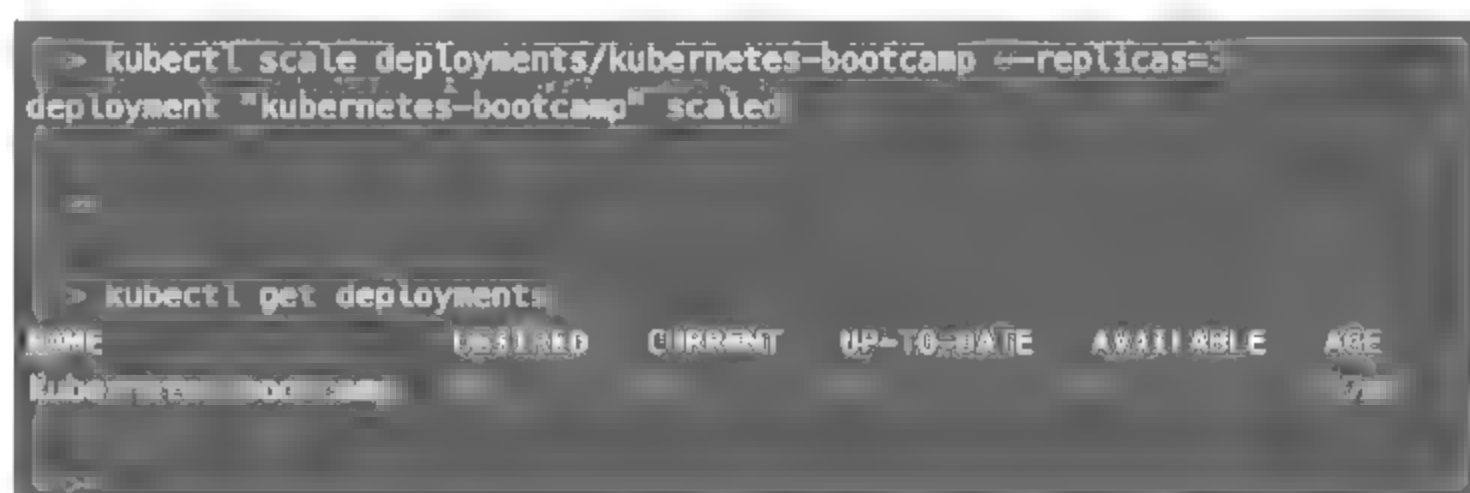 > kubectl scale deployments/kubernetes-bootcamp --replicas=3
deployment "kubernetes-bootcamp" scaled
> kubectl get deployments
NAME DESIRED CURRENT UP-TO-DATE AVAILABLE AGE